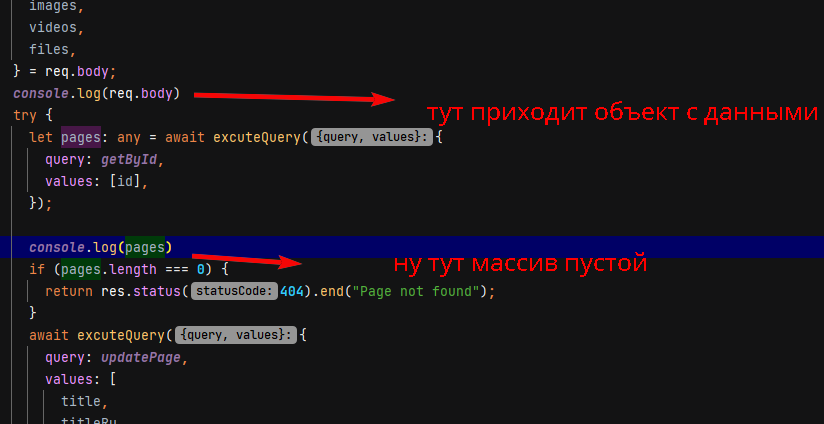 images,
videos,
files,
} = req.body;
console.log(req.body)
тут приходит объект с данными
try {
let pages: any = await excuteQuery( {query, values}: {
query: getById,
values: [id],
});
console.log(pages)
ну тут массив пустой
if (pages.length === 0) {
return res.status( statusCode: 404).end("Page not found");
}
await excuteQuery( {query, values}: {
query: updatePage,
values: [
title,
titleRu,